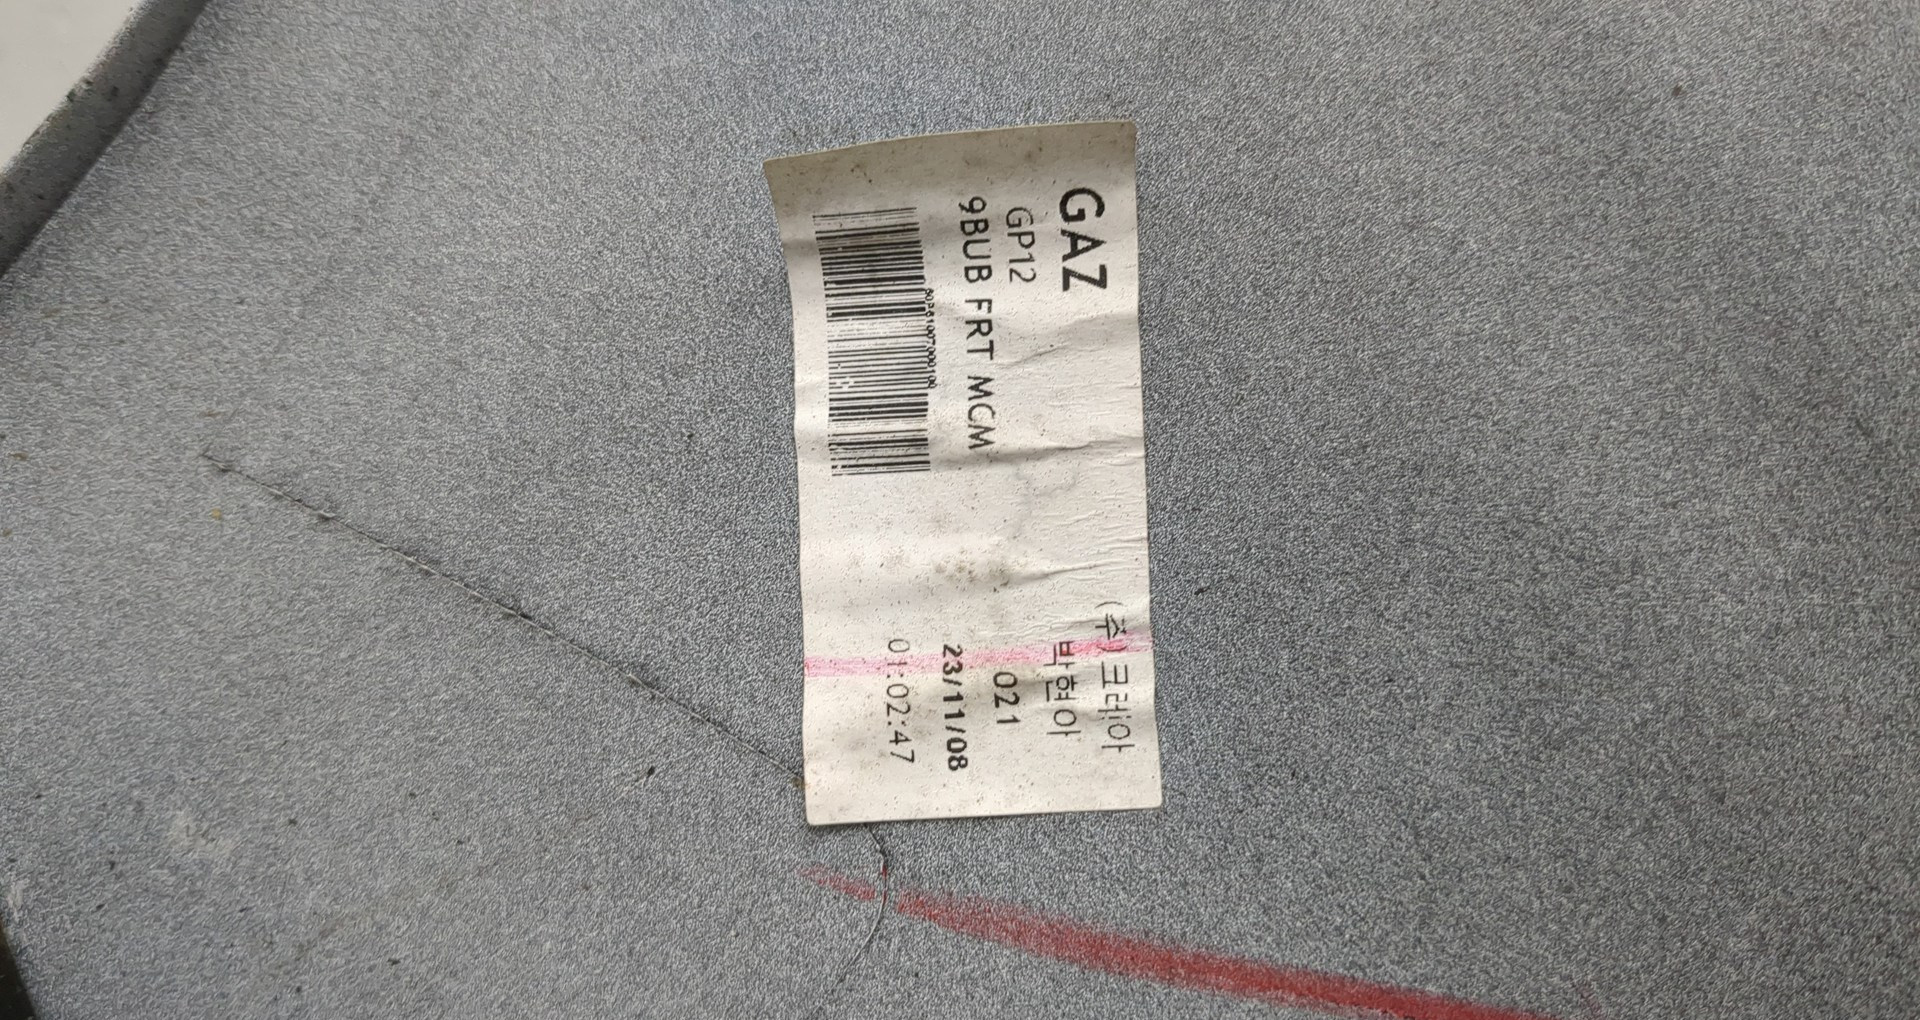 GAZ
(주)코리아
GP12
박현아
9BUB FRT MCM
021
23/11/08
01:02:47